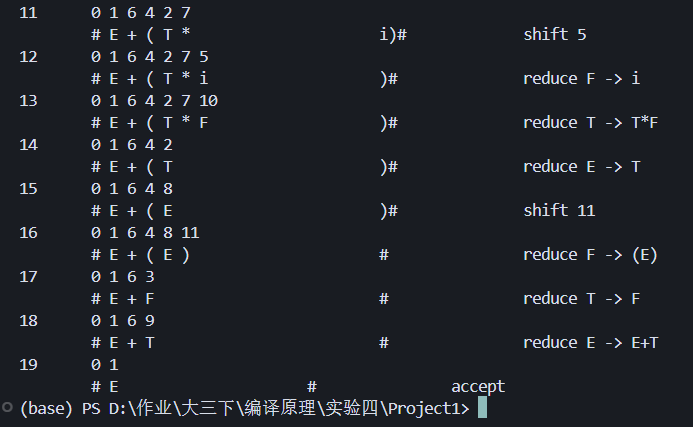 11 0 1 6 4 2 7
# E + ( T * i)# shift 5
12 0 1 6 4 2 7 5
# E + ( T * i )# reduce F -> i
13 0 1 6 4 2 7 10
# E + ( T * F )# reduce T -> T*F
14 0 1 6 4 2
# E + ( T )# reduce E -> T
15 0 1 6 4 8
# E + ( E )# shift 11
16 0 1 6 4 8 11
# E + ( E ) # reduce F -> (E)
17 0 1 6 3
# E + F # reduce T -> F
18 0 1 6 9
# E + T # reduce E -> E+T
19 0 1
# E # accept
(base) PS D:\作业\大三下\编译原理\实验四\Project1>